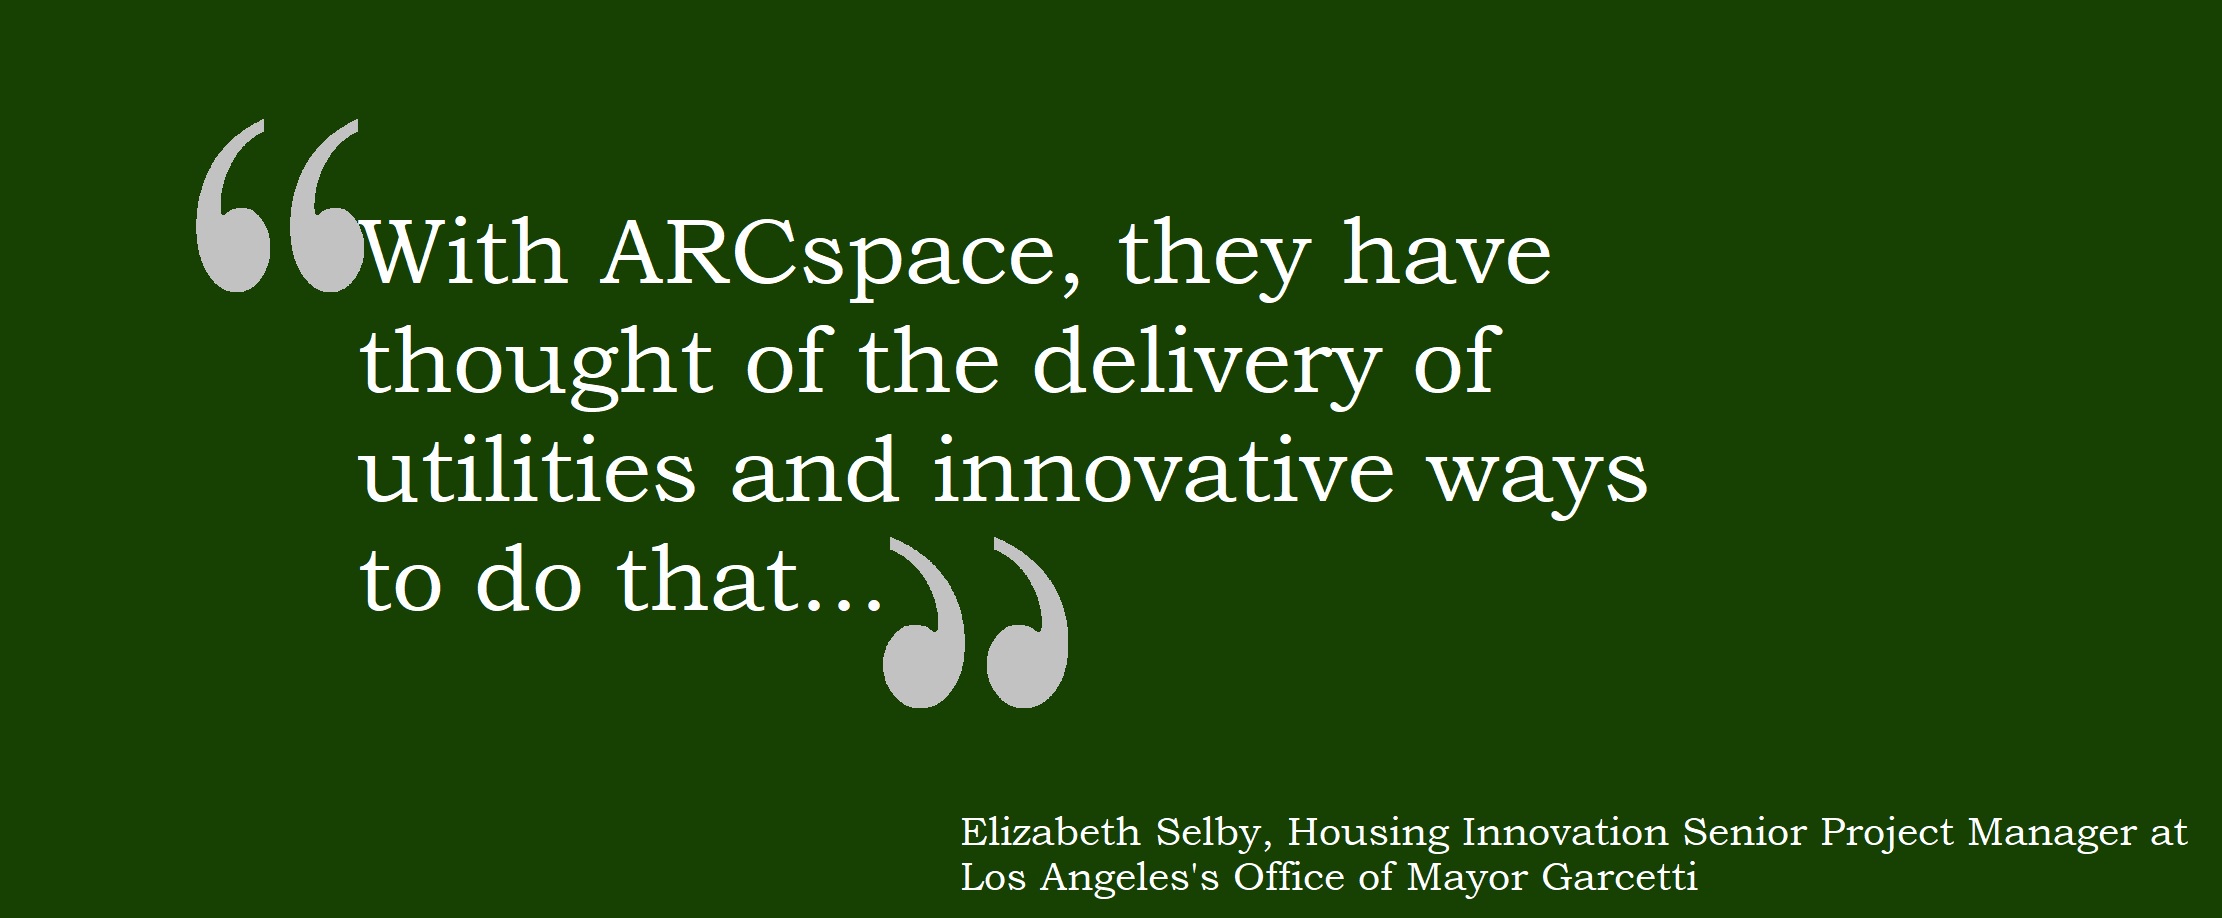 “With ARCspace, they have
thought of the delivery of
utilities and innovative ways
to do that...”
Elizabeth Selby, Housing Innovation Senior Project Manager at
Los Angeles's Office of Mayor Garcetti